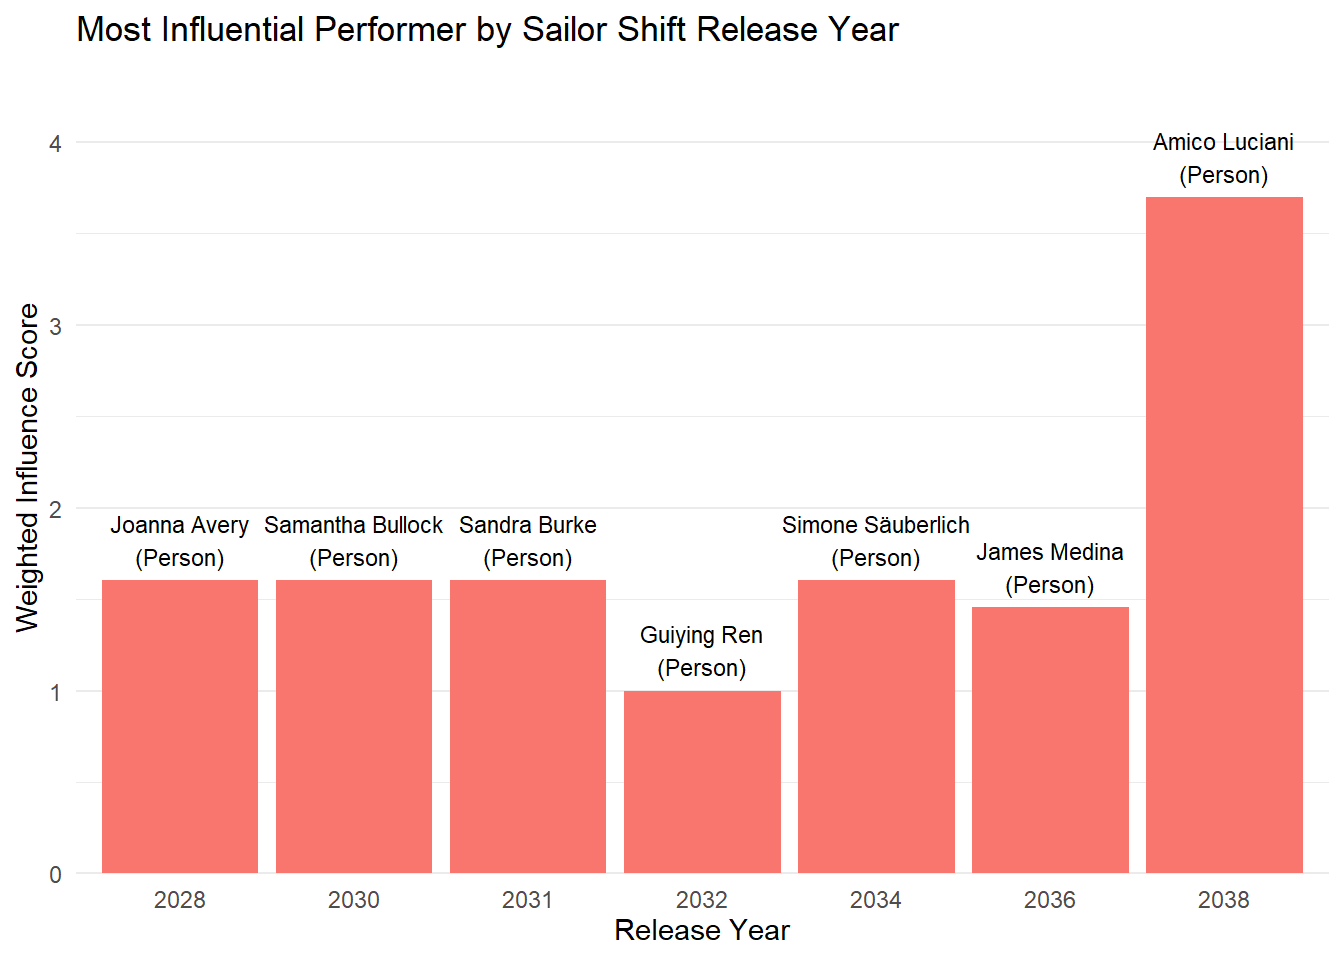 Most Influential Performer by Sailor Shift Release Year
Weighted Influence Score
4
3
2
1
0
Joanna Avery
(Person)
Samantha Bullock
(Person)
Sandra Burke
(Person)
Guiying Ren
(Person)
Simone Säuberlich
(Person)
James Medina
(Person)
Amico Luciani
(Person)
2028 2030 2031 2032 2034 2036 2038
Release Year